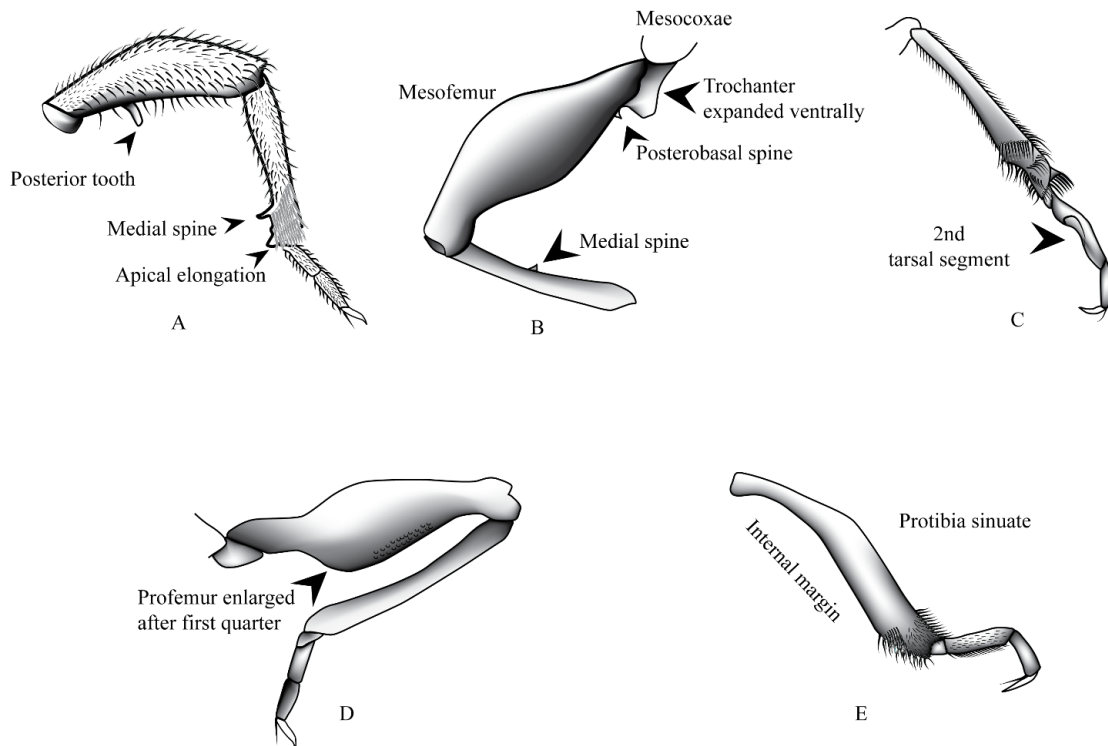 Posterior tooth
Medial spine
Apical elongation
A
Mesocoxae
Mesofemur
Trochanter
expanded ventrally
Posterobasal spine
Medial spine
B
2nd
tarsal segment
C
Profemur enlarged
after first quarter
D
Protibia sinuate
Internal margin
E